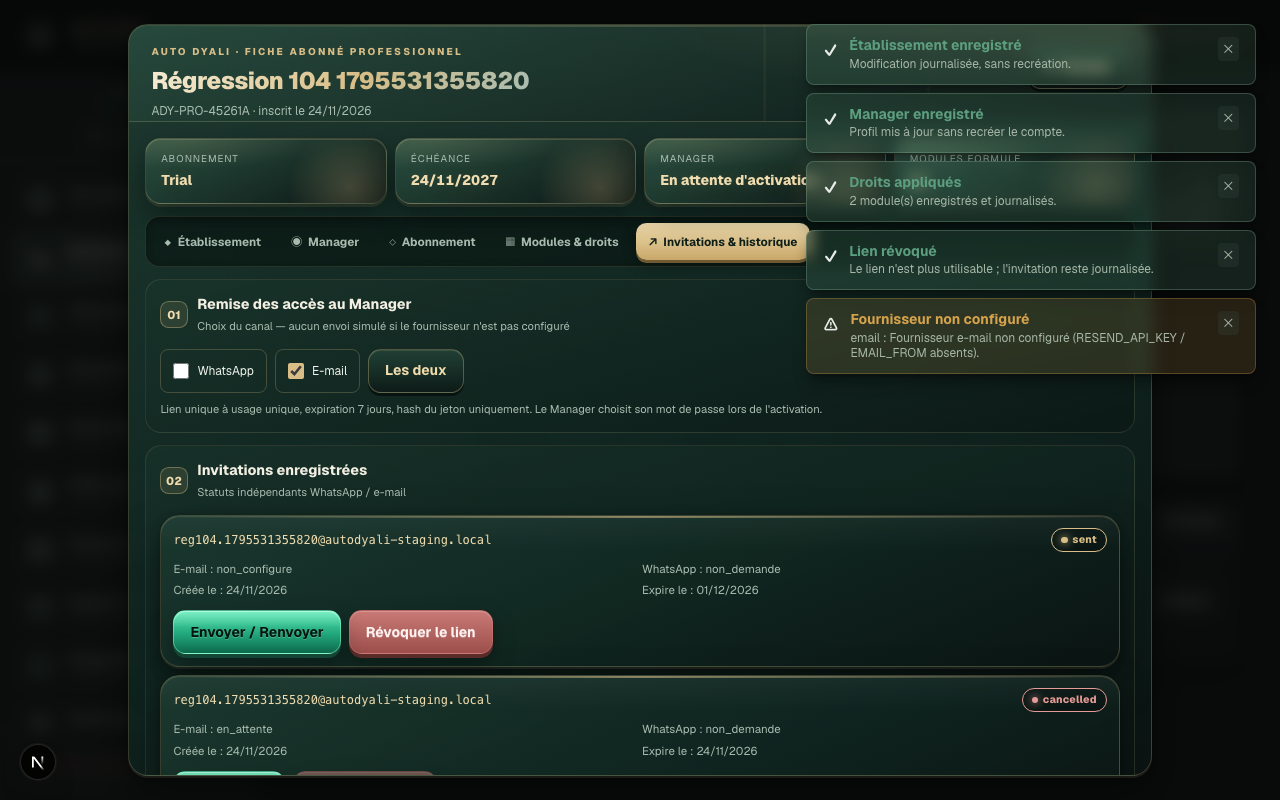 AUTO DYALI · FICHE ABONNÉ PROFESSIONNEL
Régression 104 1795531355820
ADY-PRO-45261A · inscrit le 24/11/2026
ABONNEMENT
Trial
ÉCHÉANCE
24/11/2027
MANAGER
En attente d'activatio
MODULES FORMULE
Établissement
Manager
Abonnement
Modules & droits
Invitations & historique
Établissement enregistré
Modification journalisée, sans recréation.
Manager enregistré
Profil mis à jour sans recréer le compte.
Droits appliqués
2 module(s) enregistrés et journalisés.
Lien révoqué
Le lien n'est plus utilisable ; l'invitation reste journalisée.
Fournisseur non configuré
email : Fournisseur e-mail non configuré (RESEND_API_KEY /
EMAIL_FROM absents).
01
Remise des accès au Manager
Choix du canal — aucun envoi simulé si le fournisseur n'est pas configuré
WhatsApp
E-mail
Les deux
Lien unique à usage unique, expiration 7 jours, hash du jeton uniquement. Le Manager choisit son mot de passe lors de l'activation.
02
Invitations enregistrées
Statuts indépendants WhatsApp / e-mail
reg104.1795531355820@autodyali-staging.local
sent
E-mail : non_configure
WhatsApp : non_demande
Créée le : 24/11/2026
Expire le : 01/12/2026
Envoyer / Renvoyer
Révoquer le lien
reg104.1795531355820@autodyali-staging.local
cancelled
E-mail : en_attente
WhatsApp : non_demande
Créée le : 24/11/2026
Expire le : 24/11/2026
N